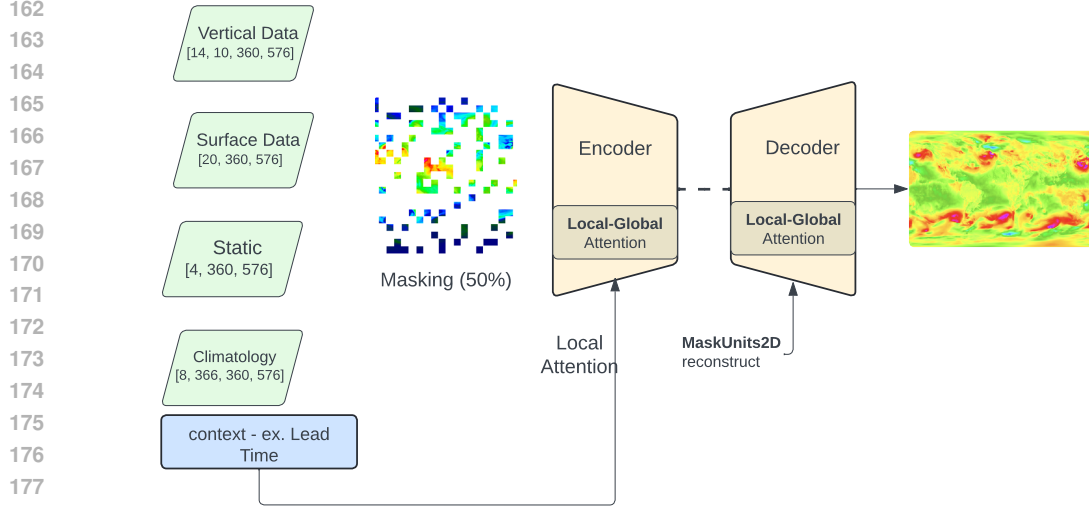 162
163
164
165
166
167
168
169
170
171
172
173
174
175
176
177
Vertical Data
[14, 10, 360, 576]
Surface Data
[20, 360, 576]
Static
[4, 360, 576]
Climatology
[8, 366, 360, 576]
context - ex. Lead
Time
Masking (50%)
Encoder
Local-Global
Attention
Local
Attention
Decoder
Local-Global
Attention
MaskUnits2D
reconstruct